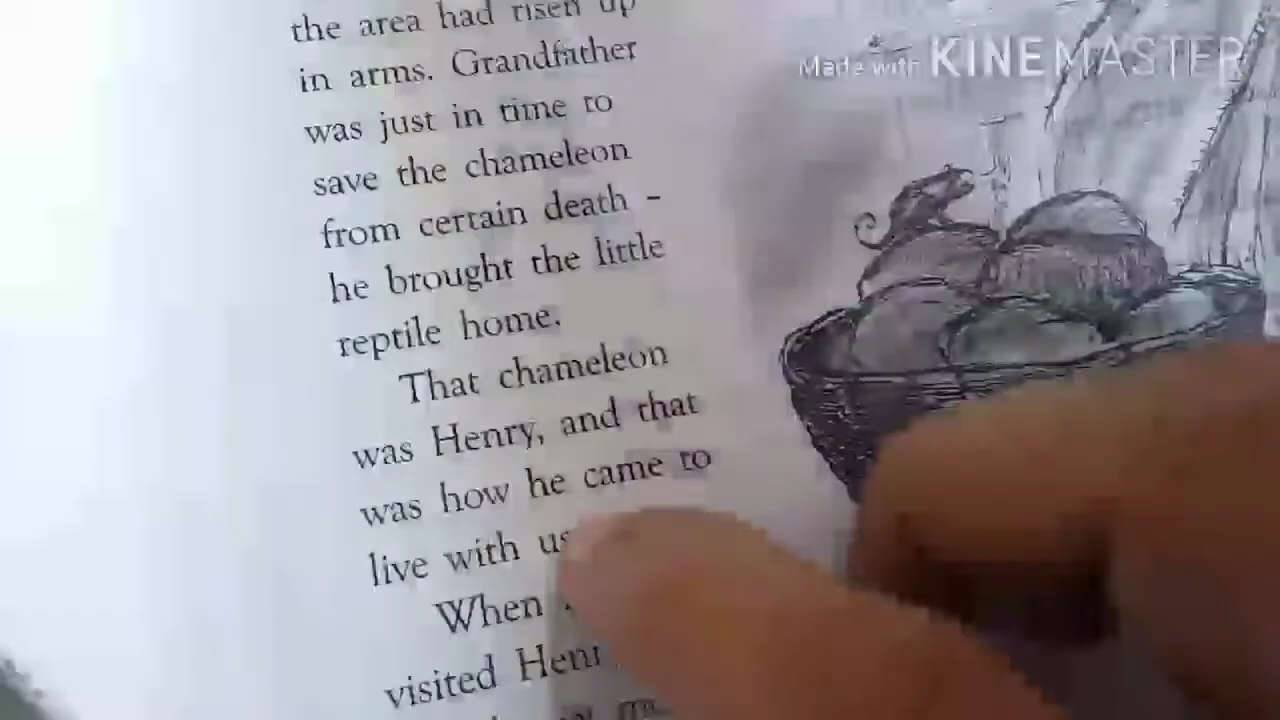 the area had risen up
in arms. Grandfather
was just in time to
save the chameleon
from certain death –
he brought the little
reptile home.
That chameleon
was Henry, and that
was how he came to
live with us
When
visited
Made with KINEMASTER